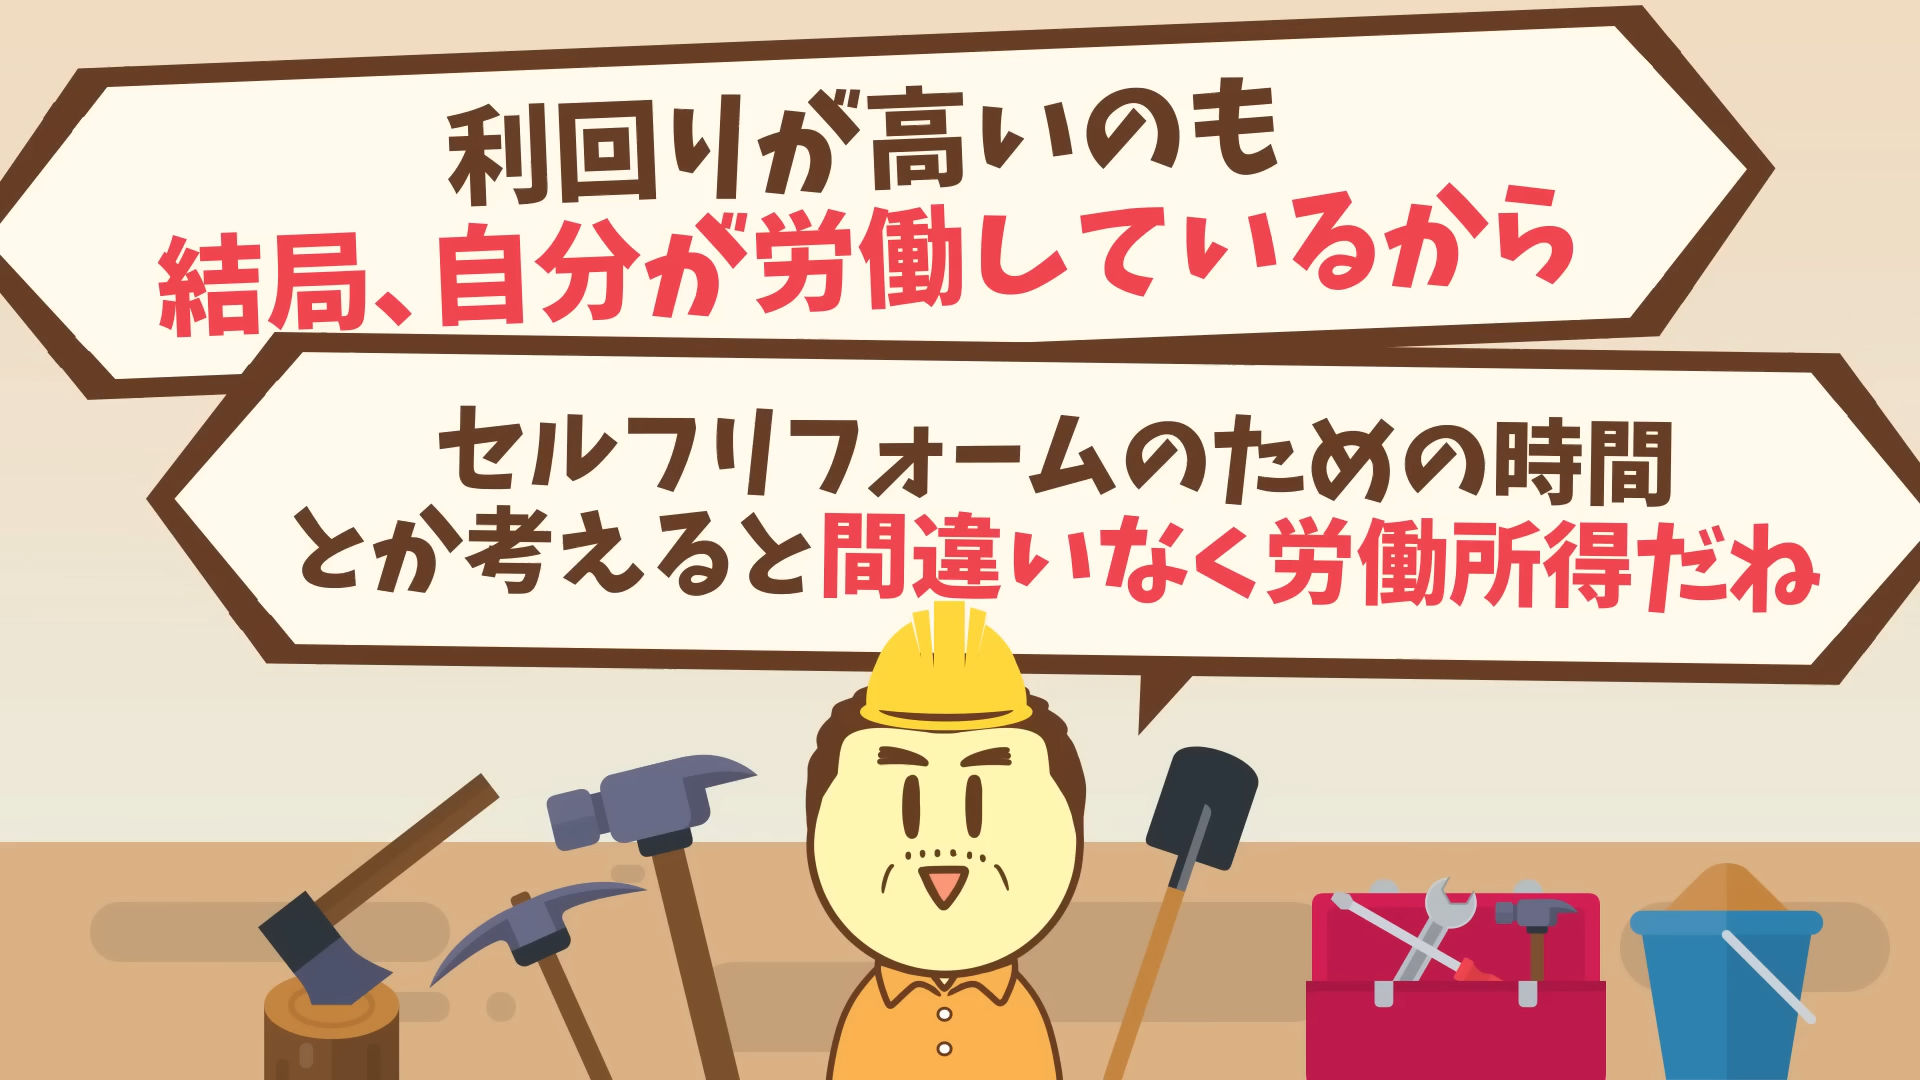 利回りが高いのも
結局、自分が労働しているから
セルフリフォームのための時間
とか考えると間違いなく労働所得だね